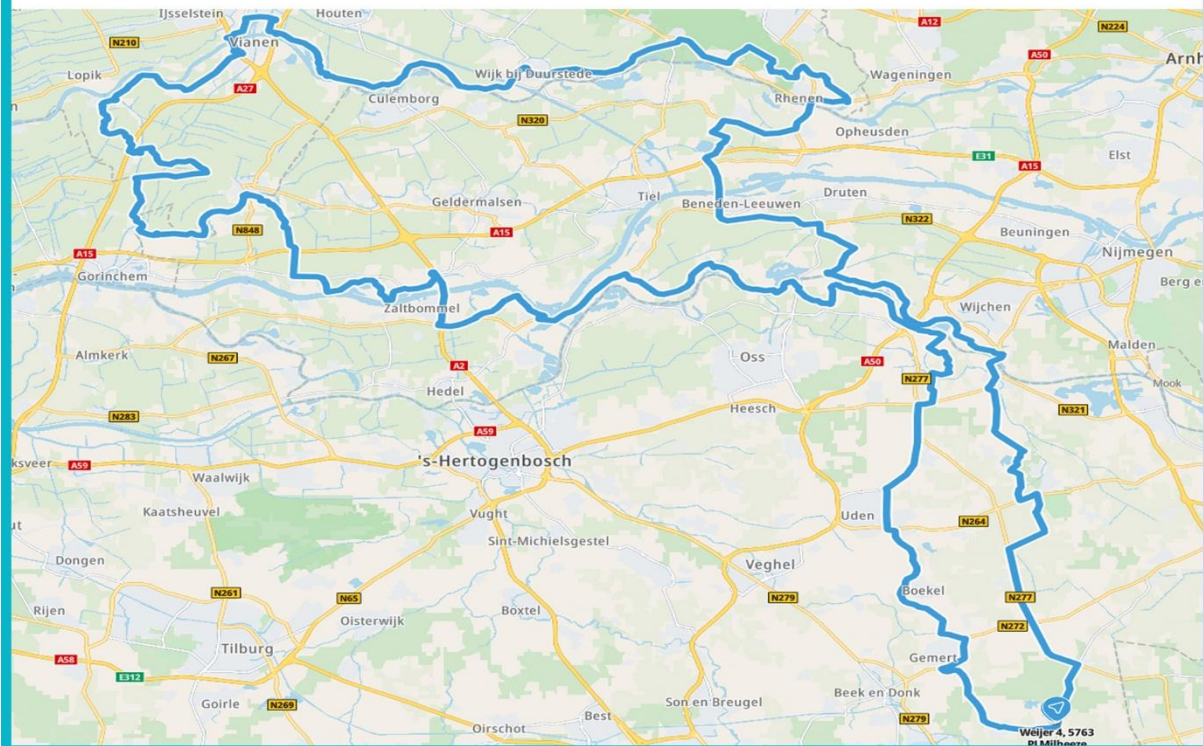 IJsselstein
Houten
A12
N224
N210
Vianen
A50
Arnh
Lopik
Wijk bij Duurstede
Wageningen
A27
Culemborg
Rhenen
N320
Opheusden
E31
Elst
A15
Tiel
Druten
Geldermalsen
Beneden-Leeuwen
N322
N848
A15
Beuningen
A15
Nijmegen
Gorinchem
Zaltbommel
Wijchen
Berg e
Almkerk
N267
Oss
A50
Malden
A2
N277
Mook
Hedel
N283
Heesch
N321
A59
ksveer
A59
's-Hertogenbosch
Waalwijk
Kaatsheuvel
Vught
Uden
N264
ut
Sint-Michielsgestel
Dongen
Veghel
N261
N65
N279
Boekel
N277
Rijen
Boxtel
Oisterwijk
N272
Tilburg
A58
Gemert
E312
Goirle
N269
Son en Breugel
Beek en Donk
Best
N279
Oirschot
Weijer 4, 5763
PJ Milheeze